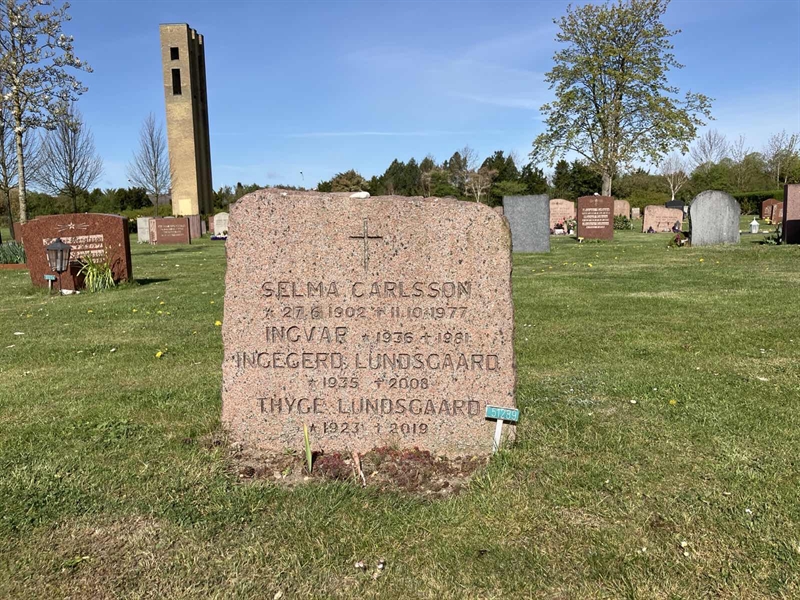 SELMA CARLSSON
* 27.6.1902 + 11.10.1977
INGVAR * 1936 + 1981
INGEGERD LUNDSGAARD
* 1935 + 2008
THYGE LUNDSGAARD
* 1923 + 2019
51289